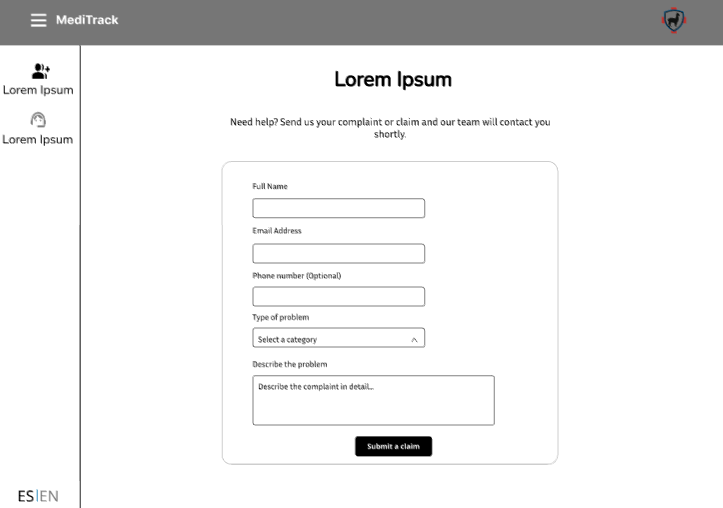 MediTrack
Lorem Ipsum
Lorem Ipsum
Lorem Ipsum
Need help? Send us your complaint or claim and our team will contact you
shortly.
Full Name
Email Address
Phone number (Optional)
Type of problem
Select a category
Describe the problem
Describe the complaint in detail...
Submit a claim
ES|EN